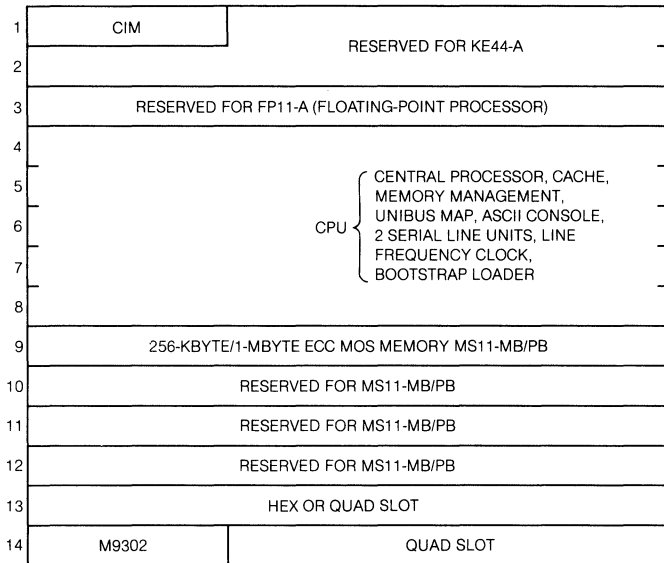 1
CIM
RESERVED FOR KE44-A
2
3
RESERVED FOR FP11-A (FLOATING-POINT PROCESSOR)
4
5
6
7
8
CPU
CENTRAL PROCESSOR, CACHE,
MEMORY MANAGEMENT,
UNIBUS MAP, ASCII CONSOLE,
2 SERIAL LINE UNITS, LINE
FREQUENCY CLOCK,
BOOTSTRAP LOADER
9
256-KBYTE/1-MBYTE ECC MOS MEMORY MS11-MB/PB
10
RESERVED FOR MS11-MB/PB
11
RESERVED FOR MS11-MB/PB
12
RESERVED FOR MS11-MB/PB
13
HEX OR QUAD SLOT
14
M9302
QUAD SLOT